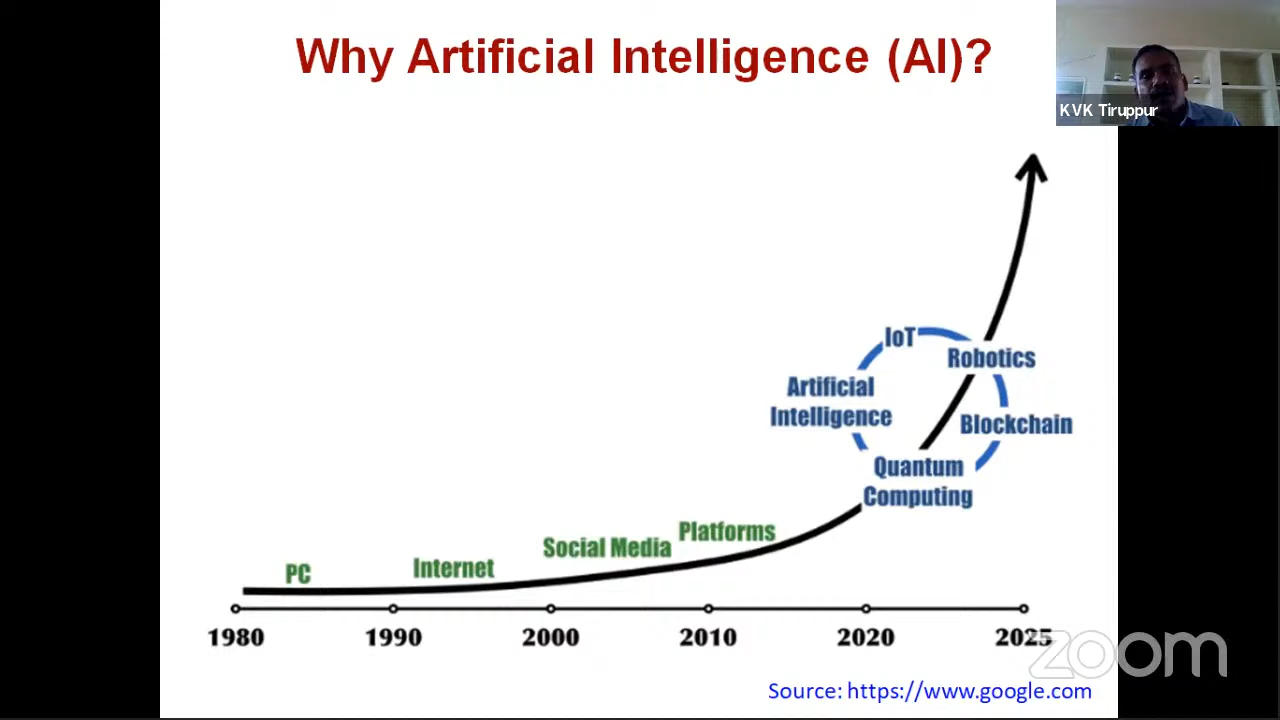 Why Artificial Intelligence (AI)?
KVK Tiruppur
IoT
Robotics
Artificial
Intelligence
Blockchain
Quantum
Computing
Platforms
Social Media
Internet
PC
1980 1990 2000 2010 2020 2025
zoom
Source: https://www.google.com